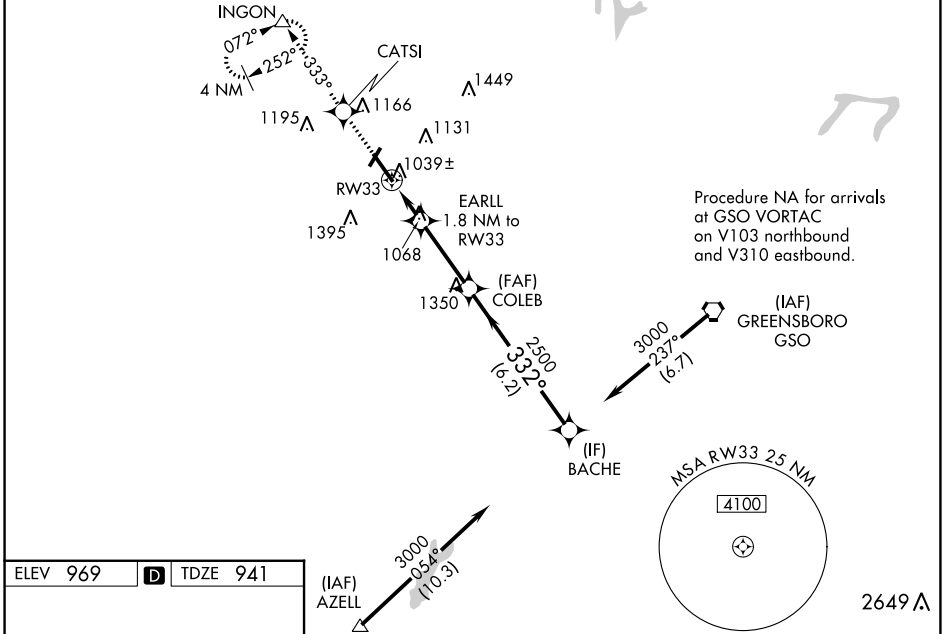 INGON
072°
252°
333°
4 NM
CATSI
1449
1166
1195
1131
1039±
RW33
EARLL
1.8 NM to
RW33
1395
1068
Procedure NA for arrivals
at GSO VORTAC
on V103 northbound
and V310 eastbound.
(FAF)
COLEB
1350
(IAF)
GREENSBORO
GSO
3000
237°
(6.7)
2500
332°
(6.2)
(IF)
BACHE
MSA RW33 25 NM
4100
3000
054°
(10.3)
(IAF)
AZELL
ELEV 969 D TDZE 941
2649